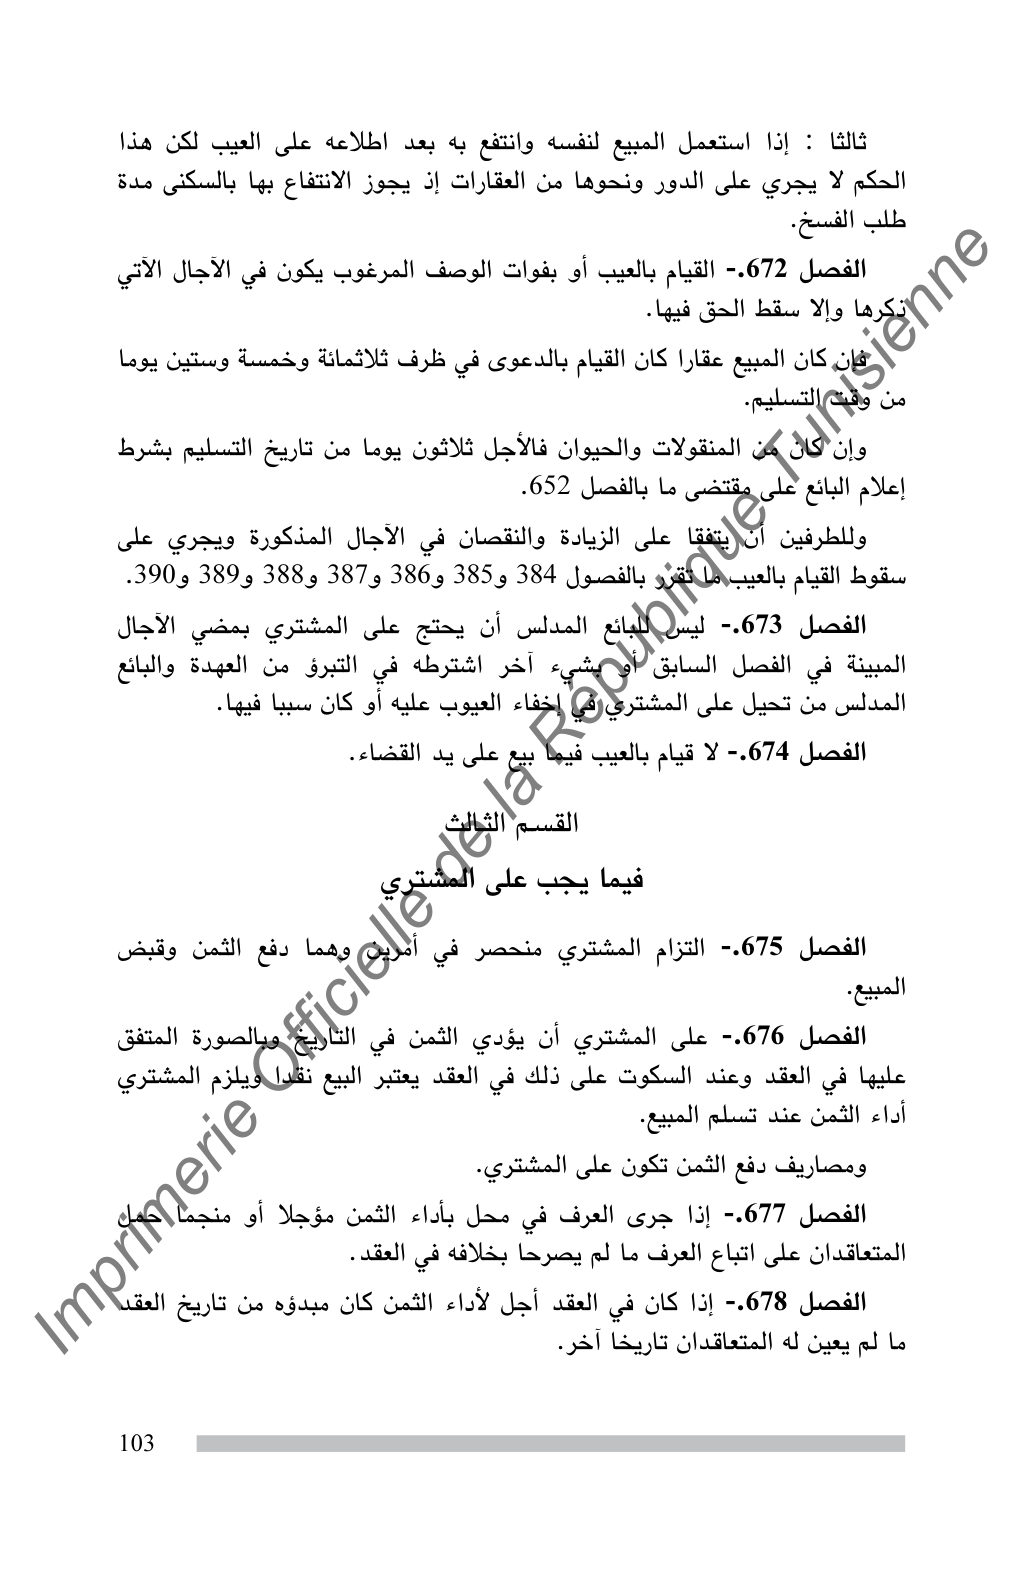 ثالثا : إذا استعمل المبيع لنفسه وانتفع به بعد اطلاعه على العيب لكن هذا
الحكم لا يجري على الدور ونحوها من العقارات إذ يجوز الانتفاع بها بالسكنى مدة
طلب الفسخ.
الفصل 672.- القيام بالعيب أو بفوات الوصف المرغوب يكون في الآجال الآتي
ذكرها وإلا سقط الحق فيها.
فإن كان المبيع عقارا كان القيام بالدعوى في ظرف ثلاثمائة وخمسة وستين يوما
من وقت التسليم.
وإن كان من المنقولات والحيوان فالأجل ثلاثون يوما من تاريخ التسليم بشرط
إعلام البائع على مقتضى ما بالفصل 652.
وللطرفين أن يتفقا على الزيادة والنقصان في الآجال المذكورة ويجري على
سقوط القيام بالعيب ما تقرر بالفصول 384 و385 و386 و387 و388 و389 و390.
الفصل 673.- ليس للبائع المدلس أن يحتج على المشتري بمضي الآجال
المبينة في الفصل السابق أو بشيء آخر اشترطه في التبرؤ من العهدة والبائع
المدلس من تحيل على المشتري في إخفاء العيوب عليه أو كان سببا فيها.
الفصل 674.- لا قيام بالعيب فيما بيع على يد القضاء.
القسم الثالث
فيما يجب على المشتري
الفصل 675.- التزام المشتري منحصر في أمرين وهما دفع الثمن وقبض
المبيع.
الفصل 676.- على المشتري أن يؤدي الثمن في التاريخ وبالصورة المتفق
عليها في العقد وعند السكوت على ذلك في العقد يعتبر البيع نقدا ويلزم المشتري
أداء الثمن عند تسلم المبيع.
ومصاريف دفع الثمن تكون على المشتري.
الفصل 677.- إذا جرى العرف في محل بأداء الثمن مؤجلا أو منجما حمل
المتعاقدان على اتباع العرف ما لم يصرحا بخلافه في العقد.
الفصل 678.- إذا كان في العقد أجل لأداء الثمن كان مبدؤه من تاريخ العقد
ما لم يعين له المتعاقدان تاريخا آخر.
103
Imprimerie Officielle de la République Tunisienne